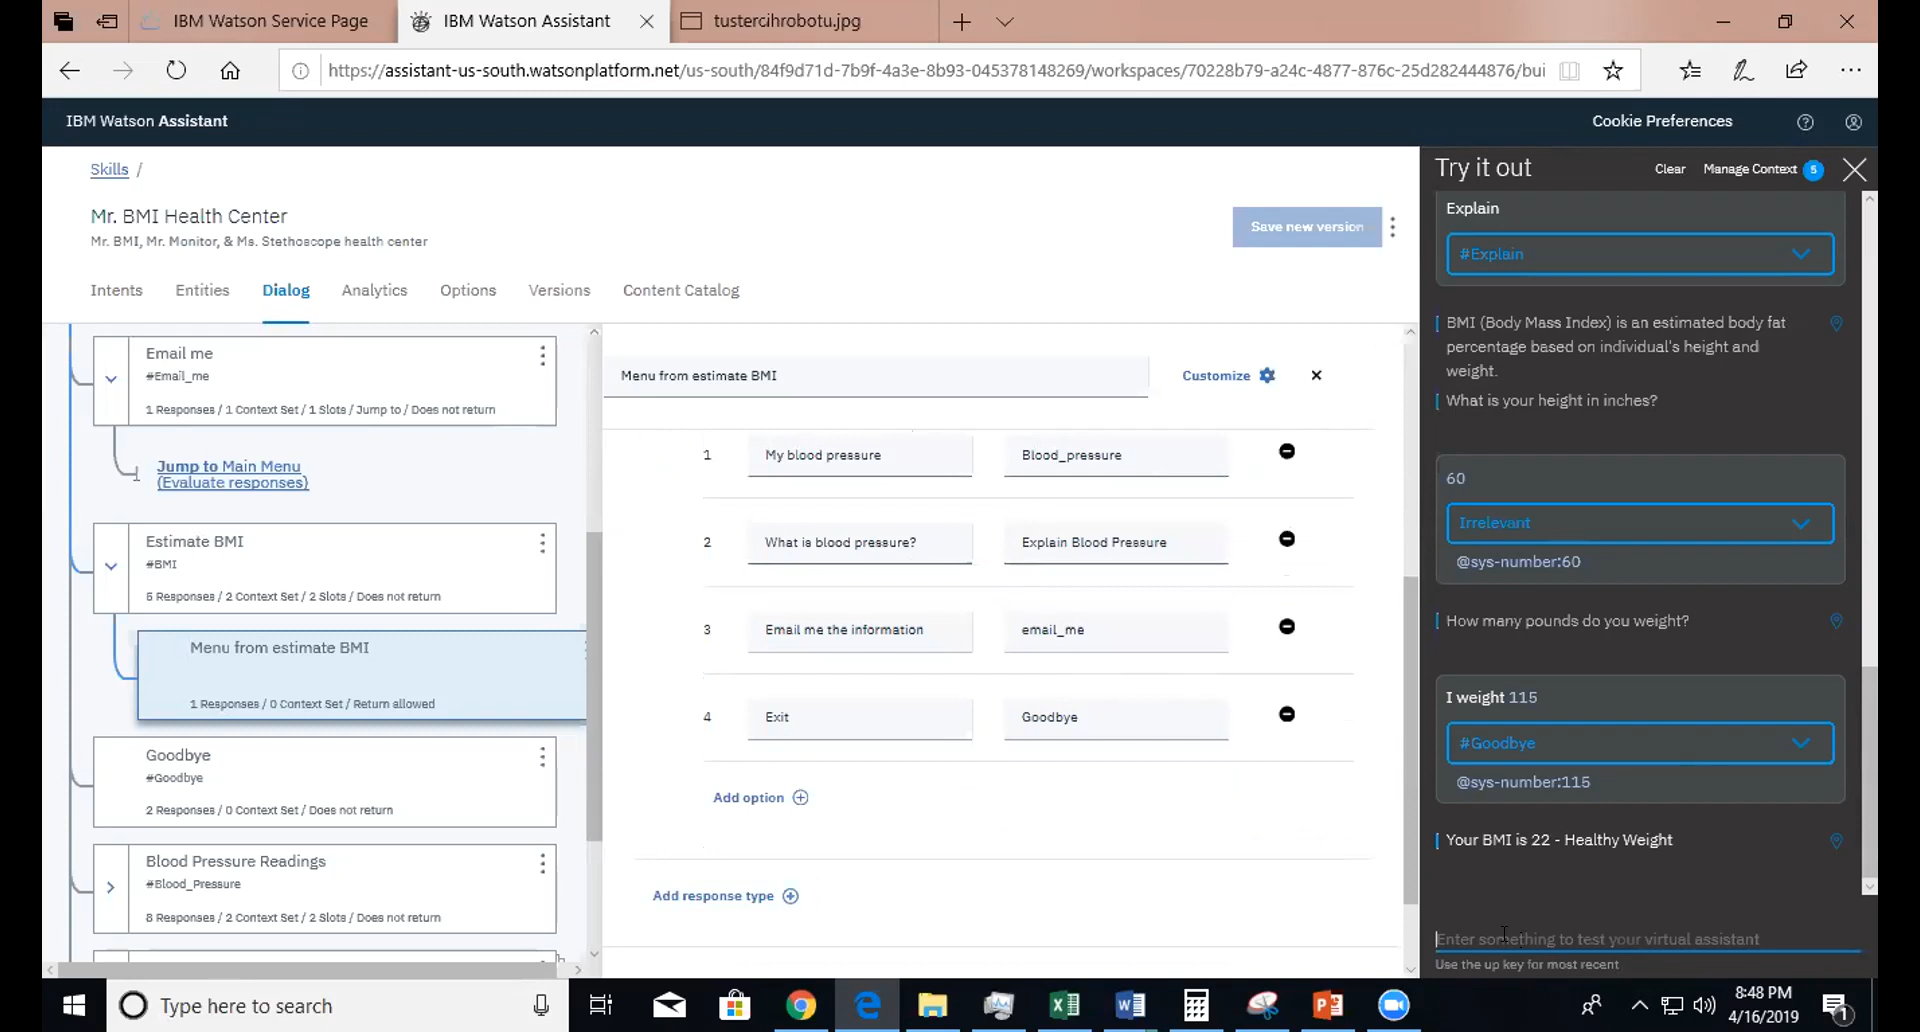 IBM Watson Service Page
IBM Watson Assistant
tustercihrobotu.jpg
https://assistant-us-south.watsonplatform.net/us-south/84f9d71d-7b9f-4a3e-8b93-045378148269/workspaces/70228b79-a24c-4877-876c-25d282444876/bui
IBM Watson Assistant
Cookie Preferences
Skills /
Mr. BMI Health Center
Mr. BMI, Mr. Monitor, & Ms. Stethoscope health center
Save new version
Intents Entities Dialog Analytics Options Versions Content Catalog
Email me
#Email_me
1 Responses / 1 Context Set / 1 Slots / Jump to / Does not return
Jump to Main Menu
(Evaluate responses)
Estimate BMI
#BMI
5 Responses / 2 Context Set / 2 Slots / Does not return
Menu from estimate BMI
1 Responses / 0 Context Set / Return allowed
Goodbye
#Goodbye
2 Responses / 0 Context Set / Does not return
Blood Pressure Readings
#Blood_Pressure
8 Responses / 2 Context Set / 2 Slots / Does not return
Menu from estimate BMI
Customize
1 My blood pressure Blood_pressure
2 What is blood pressure? Explain Blood Pressure
3 Email me the information email_me
4 Exit Goodbye
Add option
Add response type
Try it out
Clear
Manage Context 5
Explain
#Explain
BMI (Body Mass Index) is an estimated body fat
percentage based on individual's height and
weight.
What is your height in inches?
60
Irrelevant
@sys-number:60
How many pounds do you weight?
I weight 115
#Goodbye
@sys-number:115
Your BMI is 22 - Healthy Weight
Enter something to test your virtual assistant
Use the up key for most recent
Type here to search
8:48 PM
4/16/2019
1